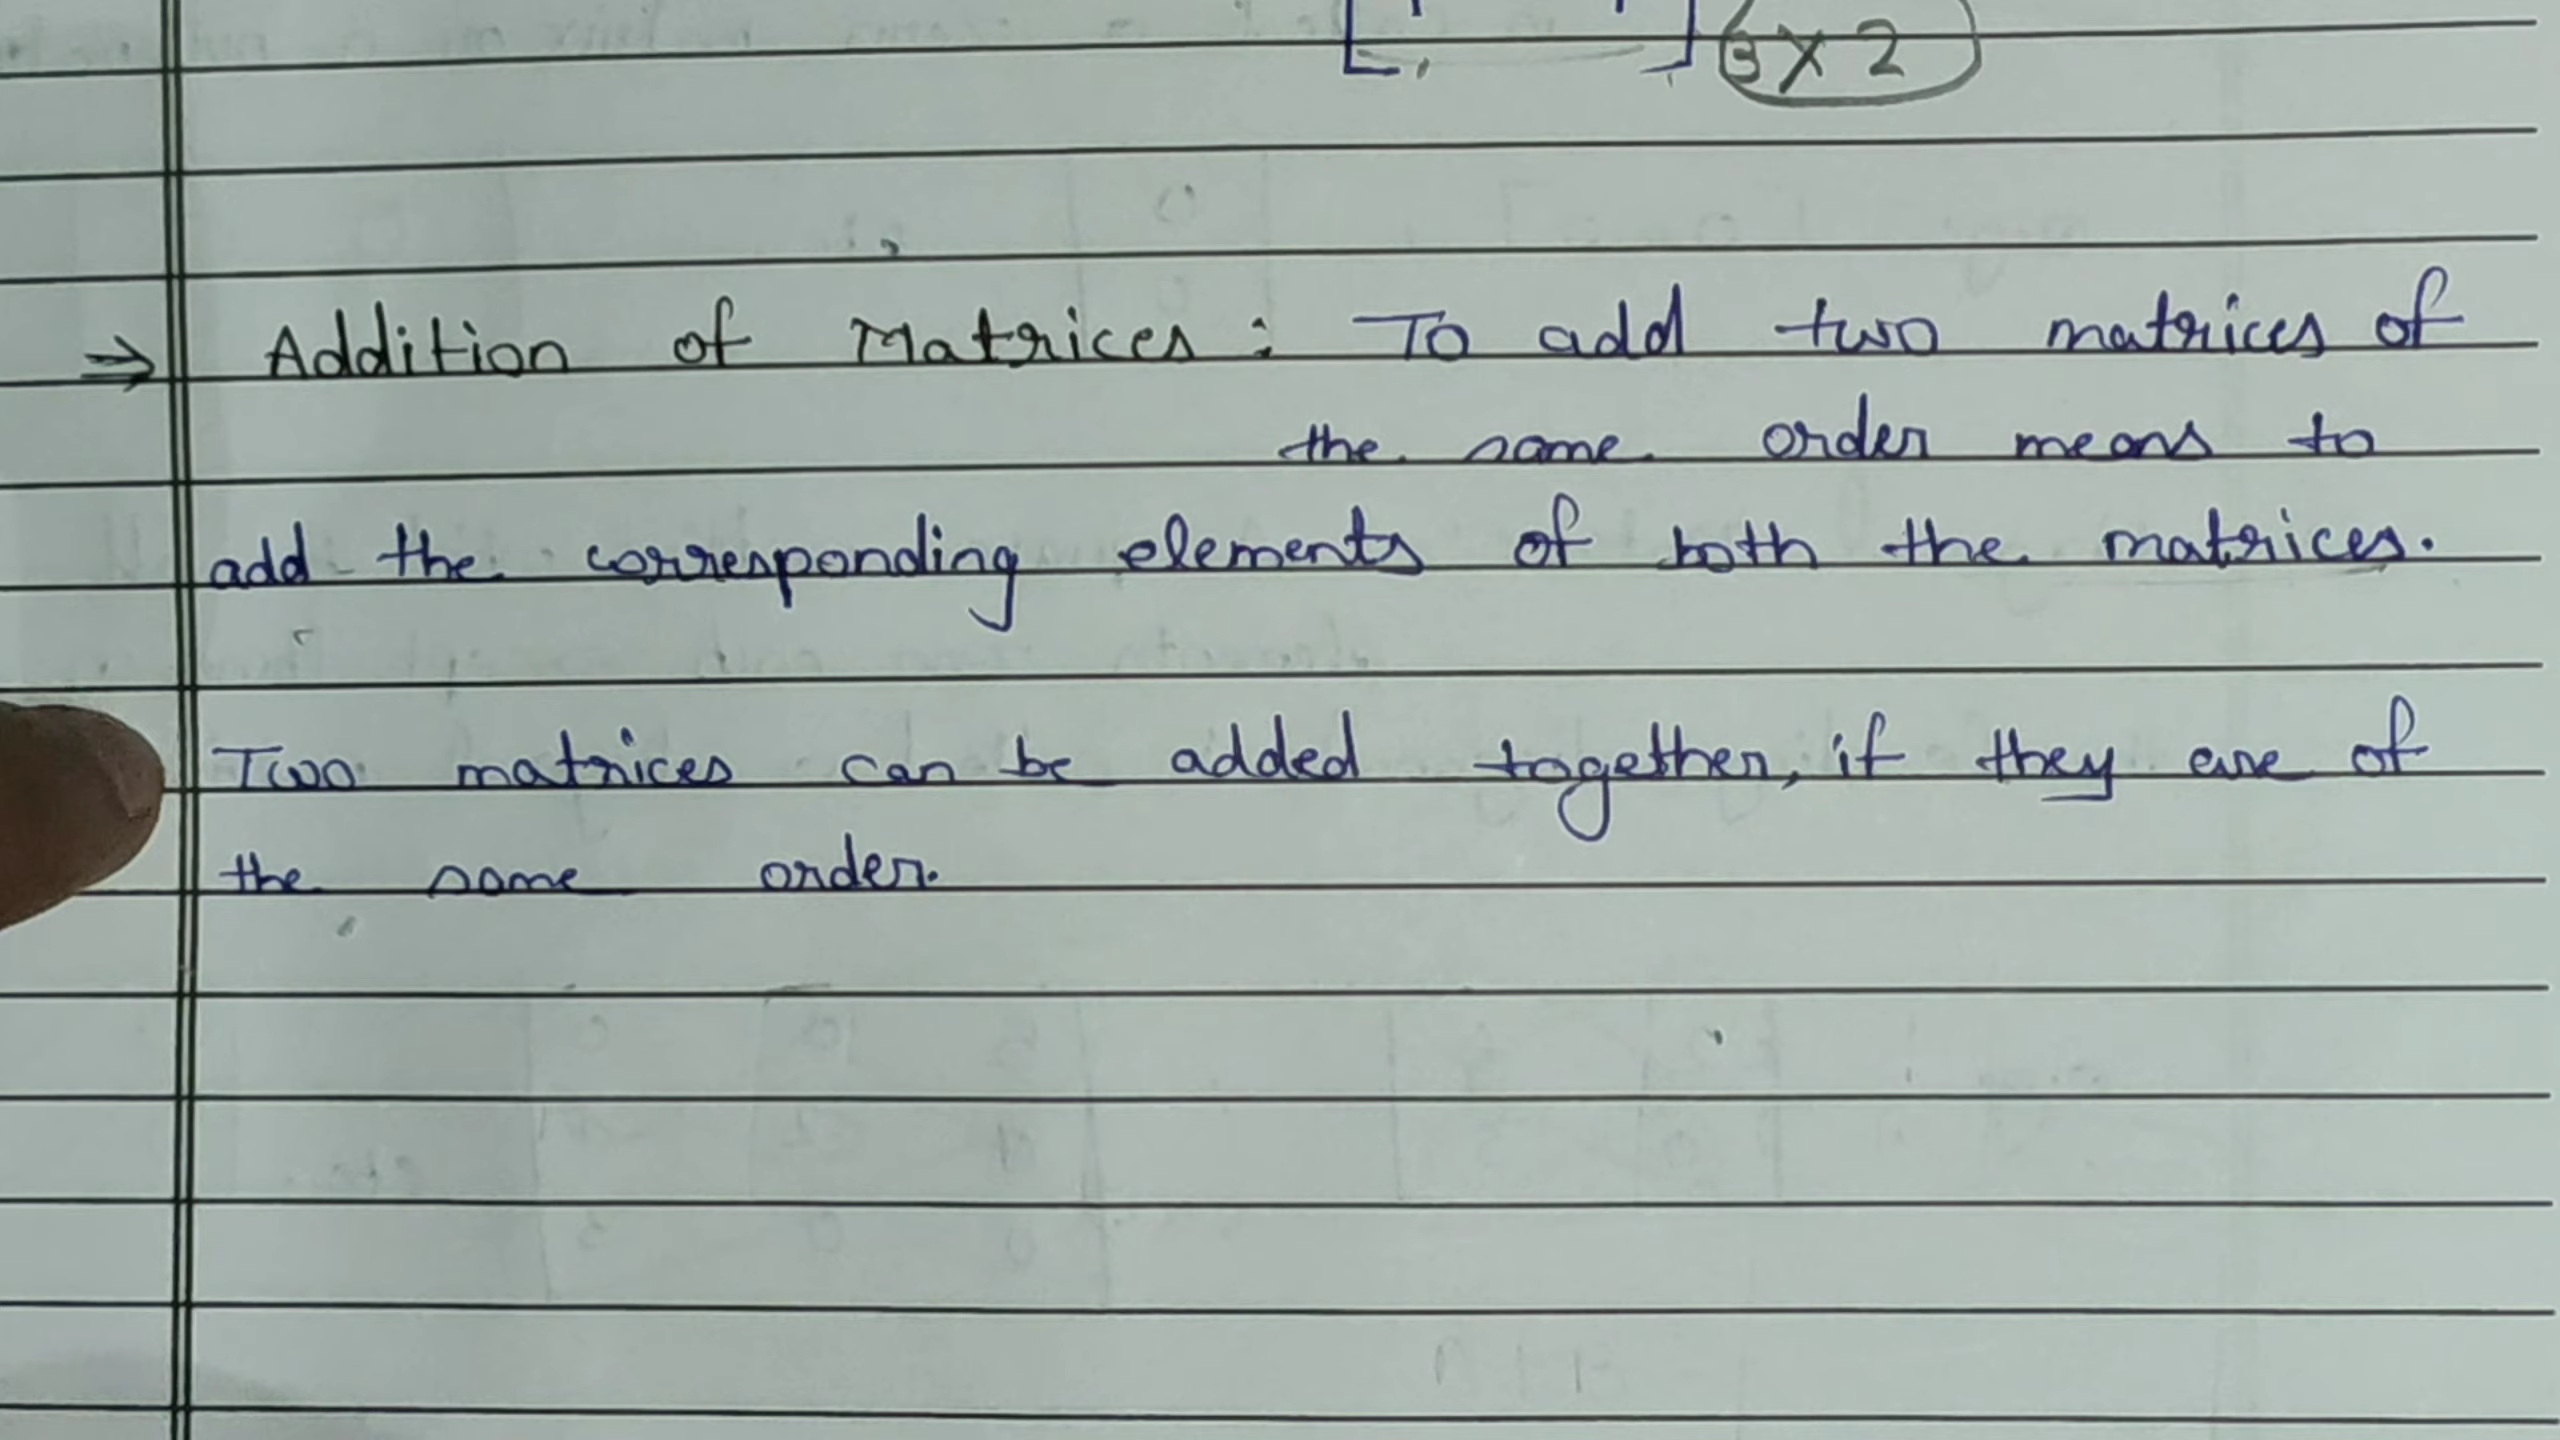 3 x 2
⇒ Addition of Matrices : To add two matrices of
the same order means to
add the corresponding elements of both the matrices.
Two matrices can be added together, if they are of
the same order.